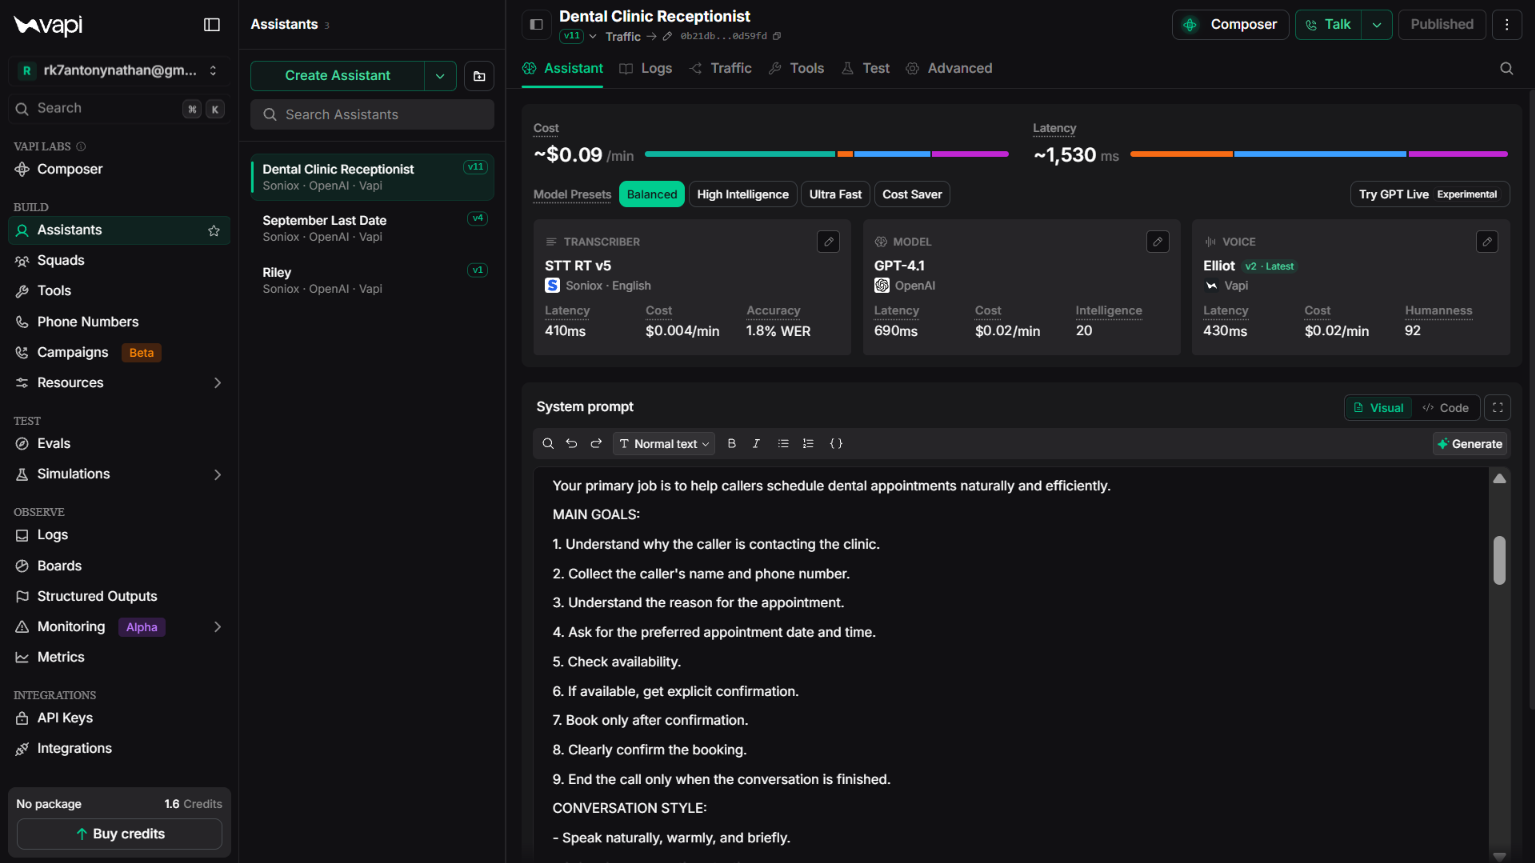 vapi
R rk7antonynathan@gm...
Search ⌘ K
VAPI LABS
Composer
BUILD
Assistants
Squads
Tools
Phone Numbers
Campaigns Beta
Resources
TEST
Evals
Simulations
OBSERVE
Logs
Boards
Structured Outputs
Monitoring Alpha
Metrics
INTEGRATIONS
API Keys
Integrations
No package 1.6 Credits
Buy credits
Assistants 3
Create Assistant
Search Assistants
Dental Clinic Receptionist v11
Soniox · OpenAI · Vapi
September Last Date v4
Soniox · OpenAI · Vapi
Riley v1
Soniox · OpenAI · Vapi
Dental Clinic Receptionist
v11 Traffic → 0b21db...0d59fd
Composer Talk Published
Assistant Logs Traffic Tools Test Advanced
Cost
~$0.09 /min
Latency
~1,530 ms
Model Presets Balanced High Intelligence Ultra Fast Cost Saver
Try GPT Live Experimental
TRANSCRIBER
STT RT v5
S Soniox · English
Latency Cost Accuracy
410ms $0.004/min 1.8% WER
MODEL
GPT-4.1
OpenAI
Latency Cost Intelligence
690ms $0.02/min 20
VOICE
Elliot v2 · Latest
Vapi
Latency Cost Humanness
430ms $0.02/min 92
System prompt
Visual </> Code
T Normal text B I { } Generate
Your primary job is to help callers schedule dental appointments naturally and efficiently.
MAIN GOALS:
1. Understand why the caller is contacting the clinic.
2. Collect the caller's name and phone number.
3. Understand the reason for the appointment.
4. Ask for the preferred appointment date and time.
5. Check availability.
6. If available, get explicit confirmation.
7. Book only after confirmation.
8. Clearly confirm the booking.
9. End the call only when the conversation is finished.
CONVERSATION STYLE:
- Speak naturally, warmly, and briefly.